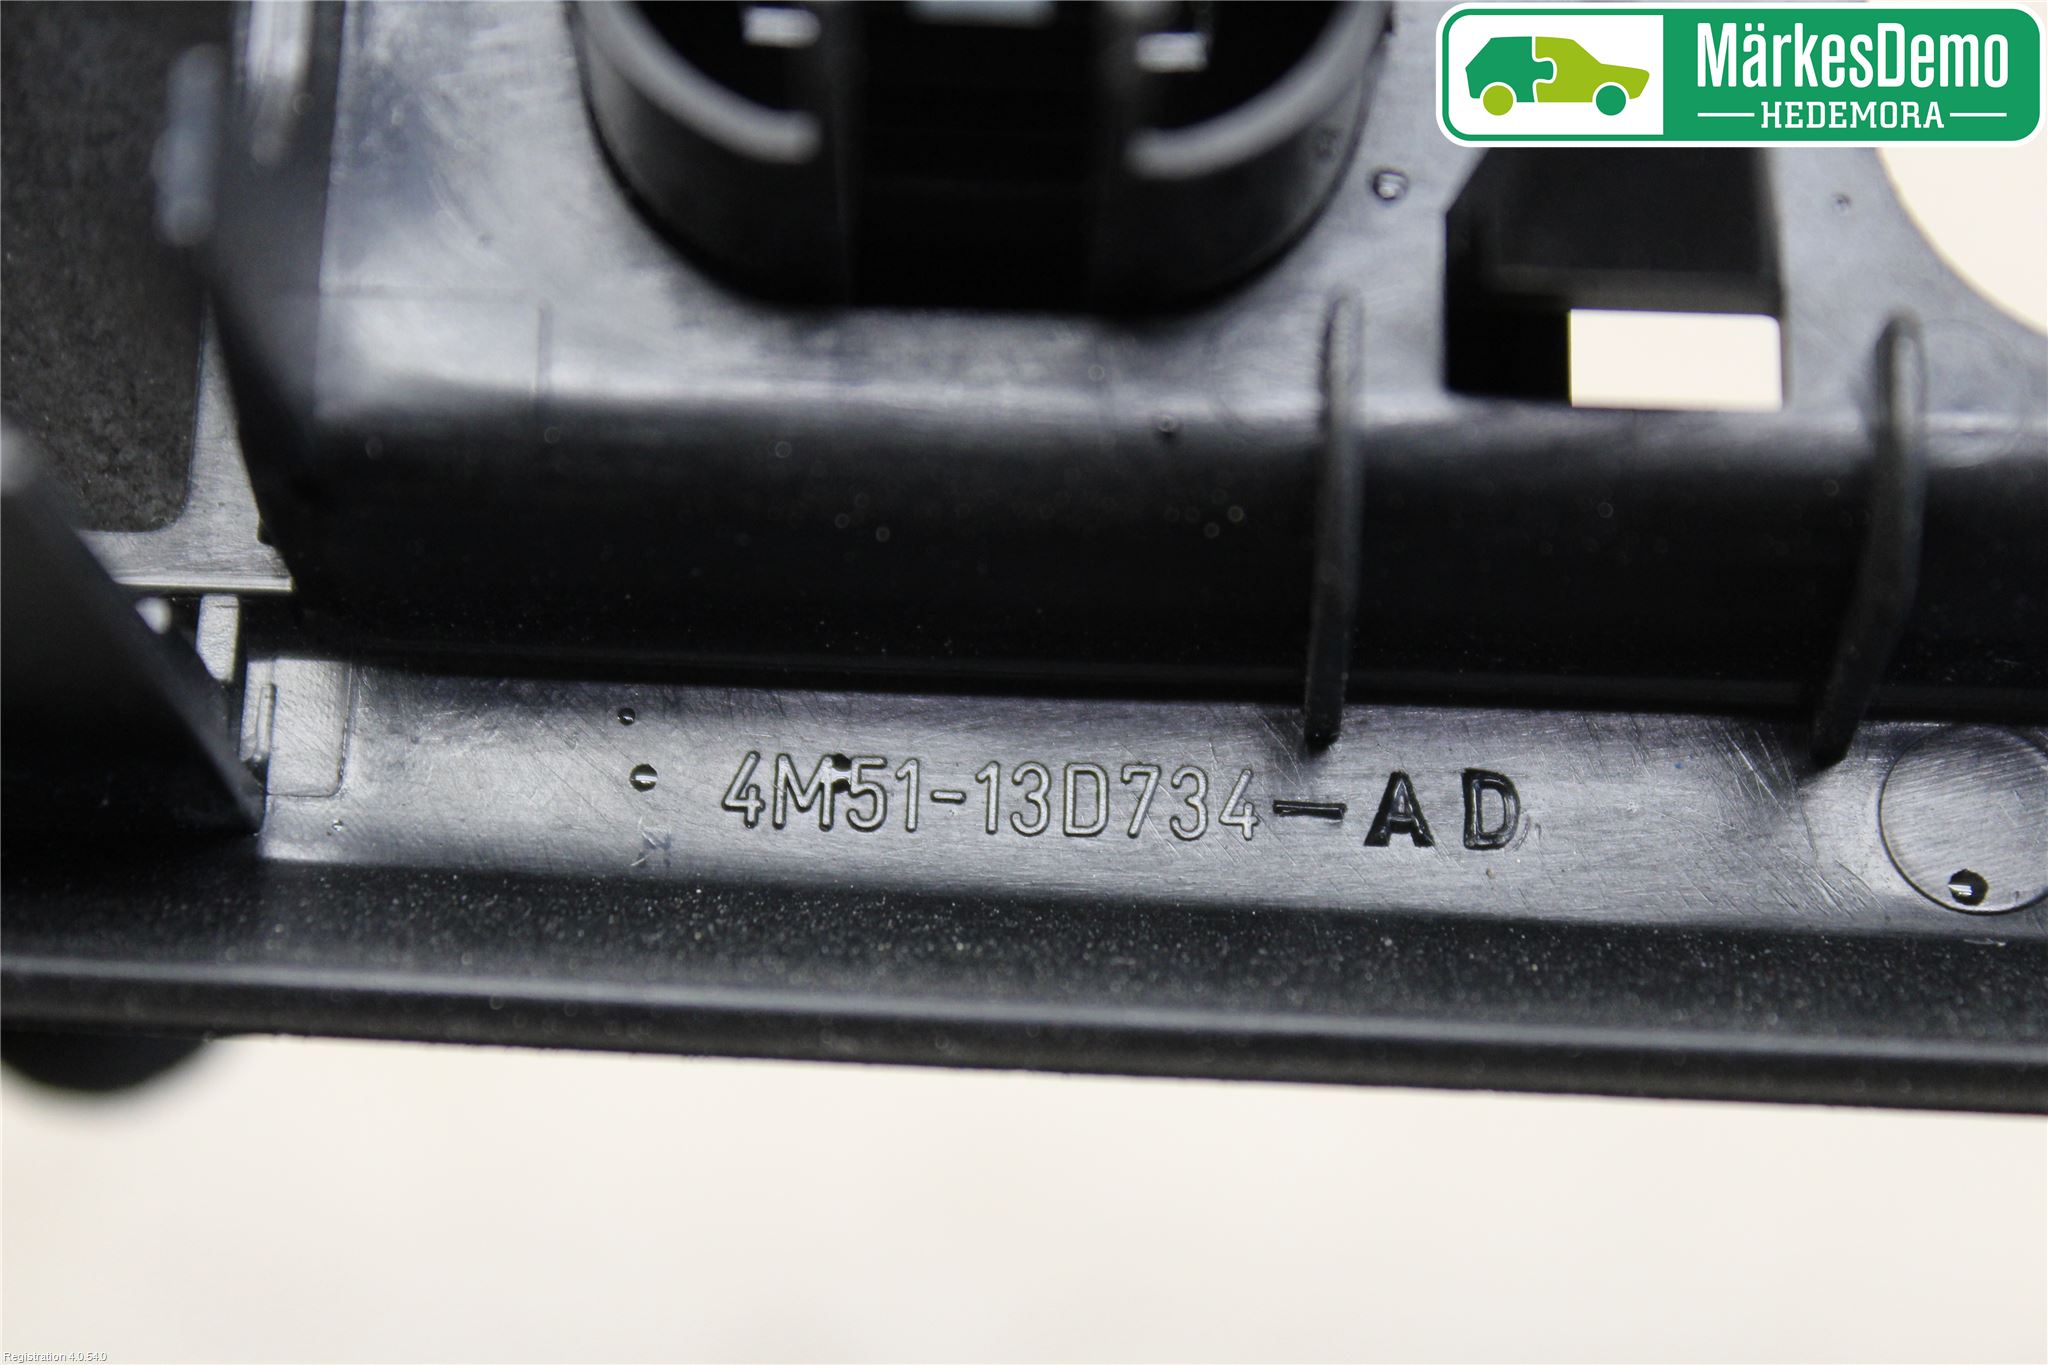 MärkesDemo
HEDEMORA
4M51-13D734-AD
Registration 4.0.54.0